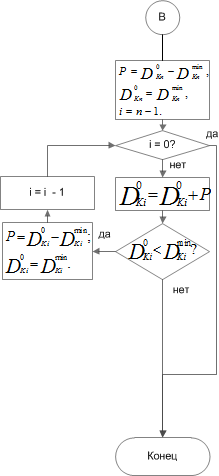 B
P = D⁰Kn − DminKn ,
D⁰Kn = DminKn ,
i = n − 1.
да
i = 0?
нет
i = i - 1
D⁰Ki = D⁰Ki + P
P = D⁰Ki − DminKi ;
D⁰Ki = DminKi .
да
D⁰Ki < DminKi ?
нет
Конец